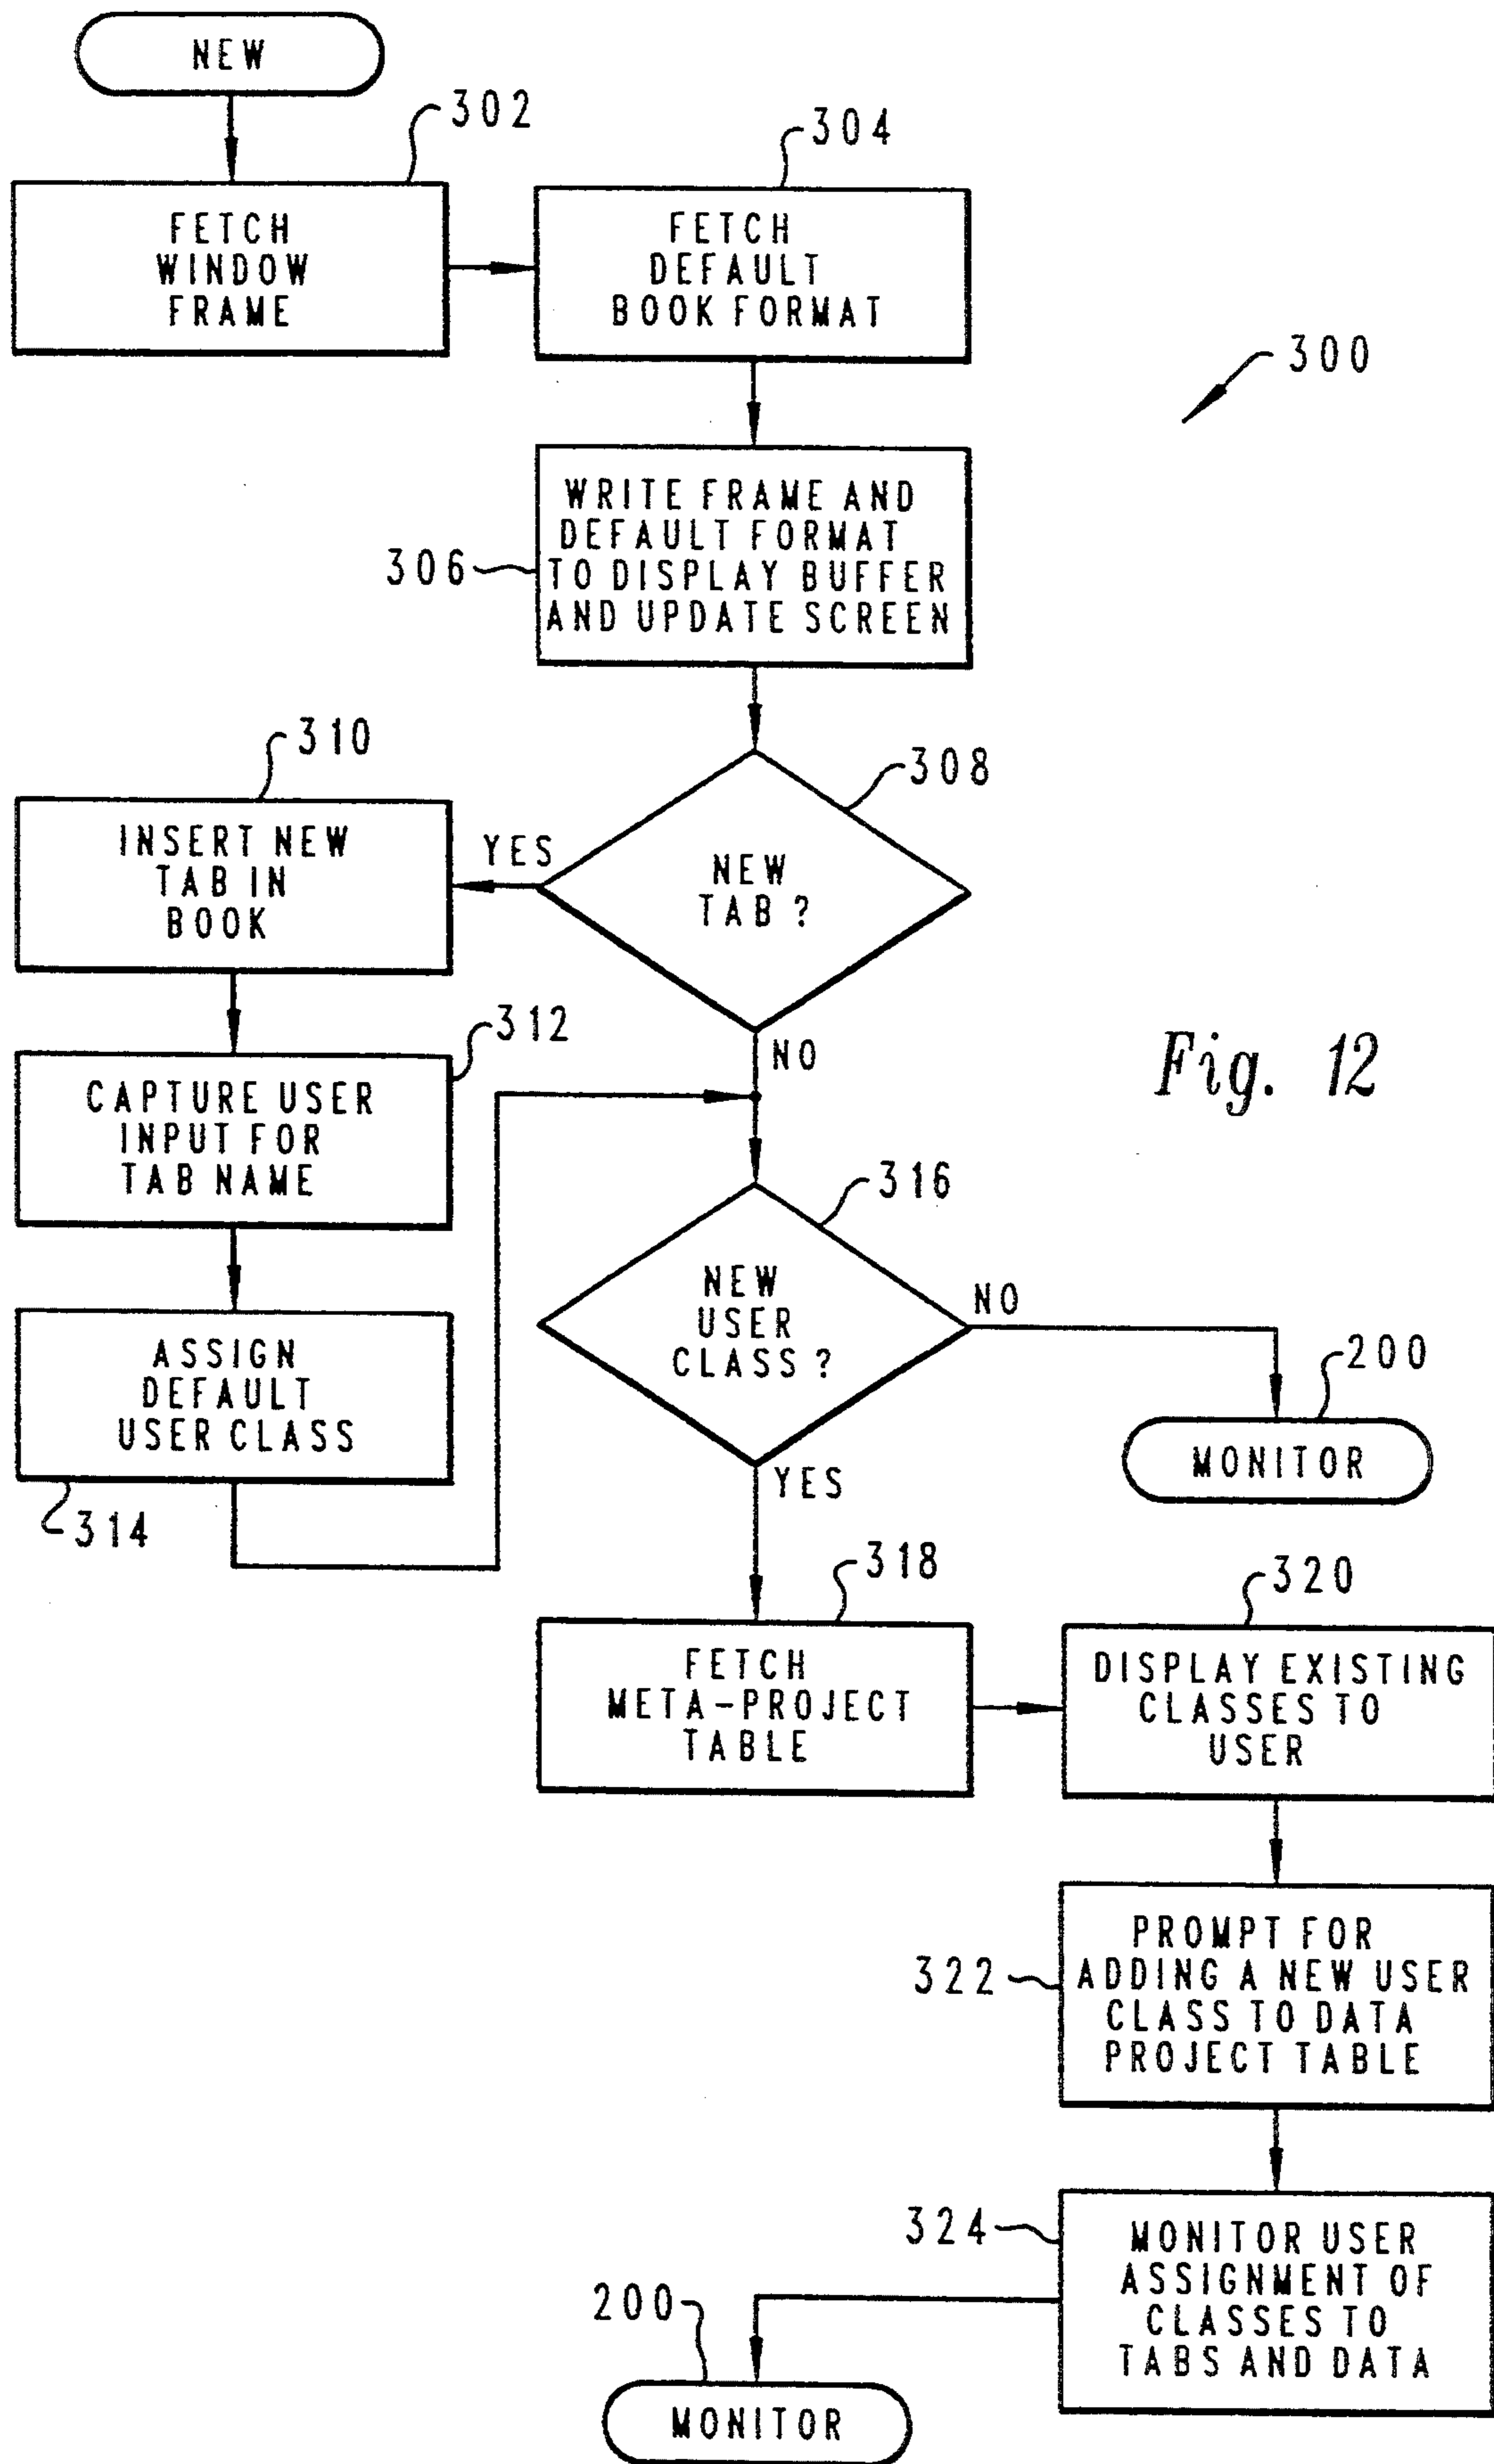 NEW
302
FETCH
WINDOW
FRAME
304
FETCH
DEFAULT
BOOK FORMAT
300
306
WRITE FRAME AND
DEFAULT FORMAT
TO DISPLAY BUFFER
AND UPDATE SCREEN
308
NEW
TAB?
YES
NO
310
INSERT NEW
TAB IN
BOOK
312
CAPTURE USER
INPUT FOR
TAB NAME
314
ASSIGN
DEFAULT
USER CLASS
Fig. 12
316
NEW
USER
CLASS?
NO
200
MONITOR
YES
318
FETCH
META-PROJECT
TABLE
320
DISPLAY EXISTING
CLASSES TO
USER
322
PROMPT FOR
ADDING A NEW USER
CLASS TO DATA
PROJECT TABLE
324
MONITOR USER
ASSIGNMENT OF
CLASSES TO
TABS AND DATA
200
MONITOR